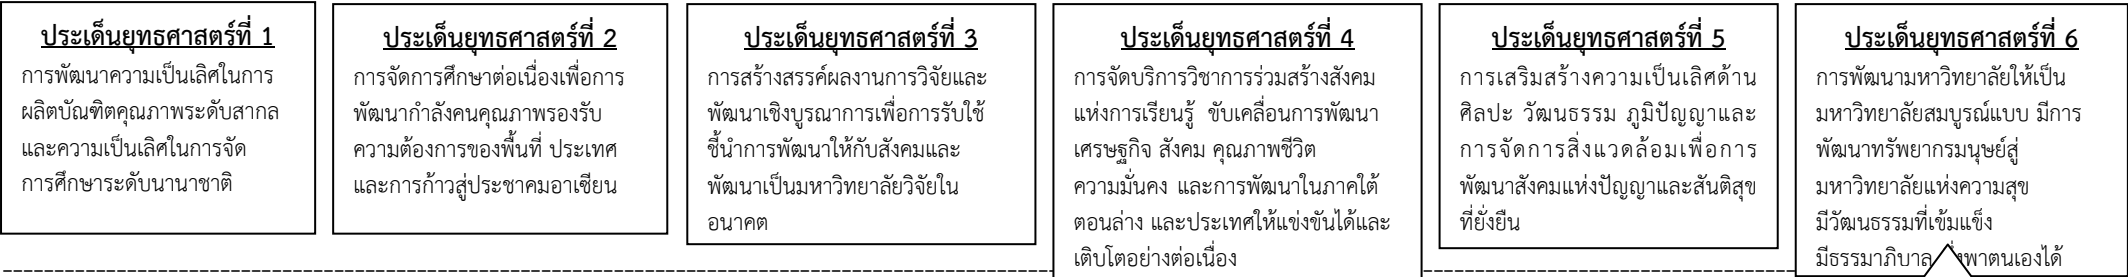 ประเด็นยุทธศาสตร์ที่ 1
การพัฒนาความเป็นเลิศในการ
ผลิตบัณฑิตคุณภาพระดับสากล
และความเป็นเลิศในการจัด
การศึกษาระดับนานาชาติ
ประเด็นยุทธศาสตร์ที่ 2
การจัดการศึกษาต่อเนื่องเพื่อการ
พัฒนากำลังคนคุณภาพรองรับ
ความต้องการของพื้นที่ ประเทศ
และการก้าวสู่ประชาคมอาเซียน
ประเด็นยุทธศาสตร์ที่ 3
การสร้างสรรค์ผลงานการวิจัยและ
พัฒนาเชิงบูรณาการเพื่อการรับใช้
ชี้นำการพัฒนาให้กับสังคมและ
พัฒนาเป็นมหาวิทยาลัยวิจัยใน
อนาคต
ประเด็นยุทธศาสตร์ที่ 4
การจัดบริการวิชาการร่วมสร้างสังคม
แห่งการเรียนรู้ ขับเคลื่อนการพัฒนา
เศรษฐกิจ สังคม คุณภาพชีวิต
ความมั่นคง และการพัฒนาในภาคใต้
ตอนล่าง และประเทศให้แข่งขันได้และ
เติบโตอย่างต่อเนื่อง
ประเด็นยุทธศาสตร์ที่ 5
การเสริมสร้างความเป็นเลิศด้าน
ศิลปะ วัฒนธรรม ภูมิปัญญาและ
การจัดการสิ่งแวดล้อมเพื่อการ
พัฒนาสังคมแห่งปัญญาและสันติสุข
ที่ยั่งยืน
ประเด็นยุทธศาสตร์ที่ 6
การพัฒนามหาวิทยาลัยให้เป็น
มหาวิทยาลัยสมบูรณ์แบบ มีการ
พัฒนาทรัพยากรมนุษย์สู่
มหาวิทยาลัยแห่งความสุข
มีวัฒนธรรมที่เข้มแข็ง
มีธรรมาภิบาล พาตนเองได้